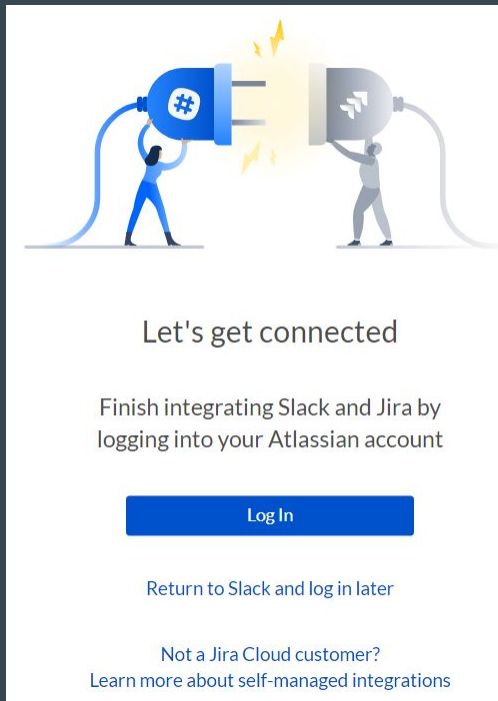 Let's get connected
Finish integrating Slack and Jira by
logging into your Atlassian account
Log In
Return to Slack and log in later
Not a Jira Cloud customer?
Learn more about self-managed integrations